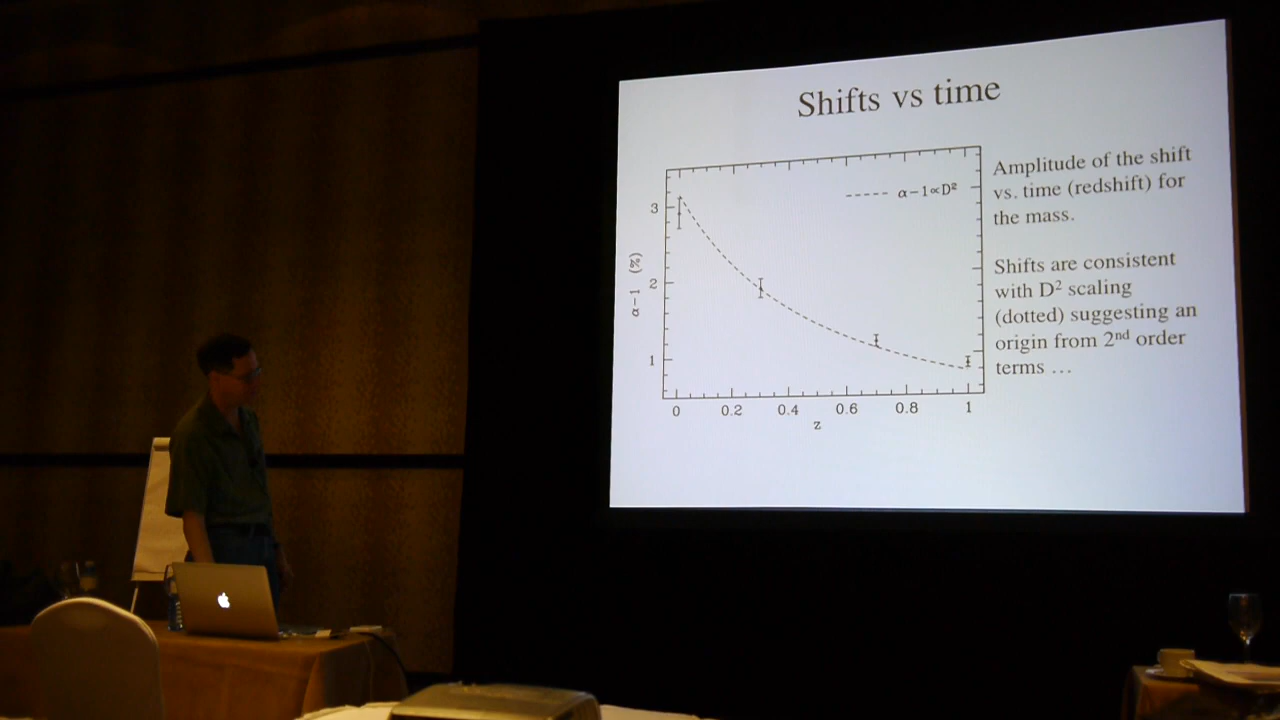 Shifts vs time
α−1∝D²
3
2
1
α−1 (%)
0 0.2 0.4 0.6 0.8 1
z
Amplitude of the shift
vs. time (redshift) for
the mass.
Shifts are consistent
with D² scaling
(dotted) suggesting an
origin from 2nd order
terms …